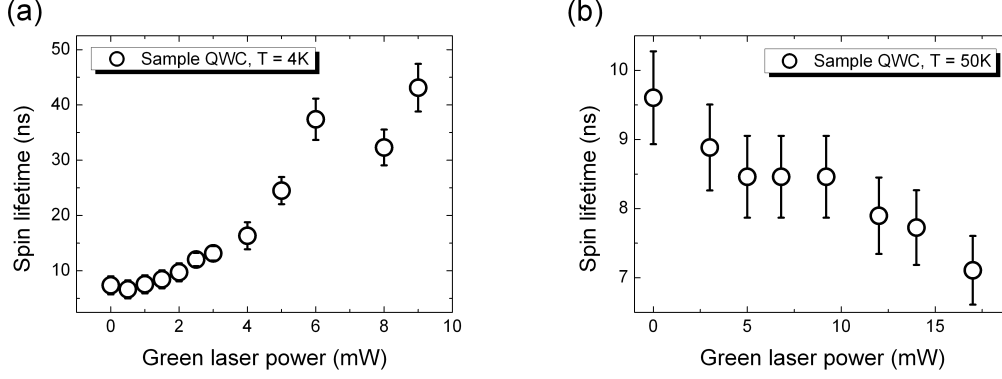 (a)
Sample QWC, T = 4K
50
40
30
20
10
Spin lifetime (ns)
0 2 4 6 8 10
Green laser power (mW)
(b)
Sample QWC, T = 50K
10
9
8
7
Spin lifetime (ns)
0 5 10 15
Green laser power (mW)